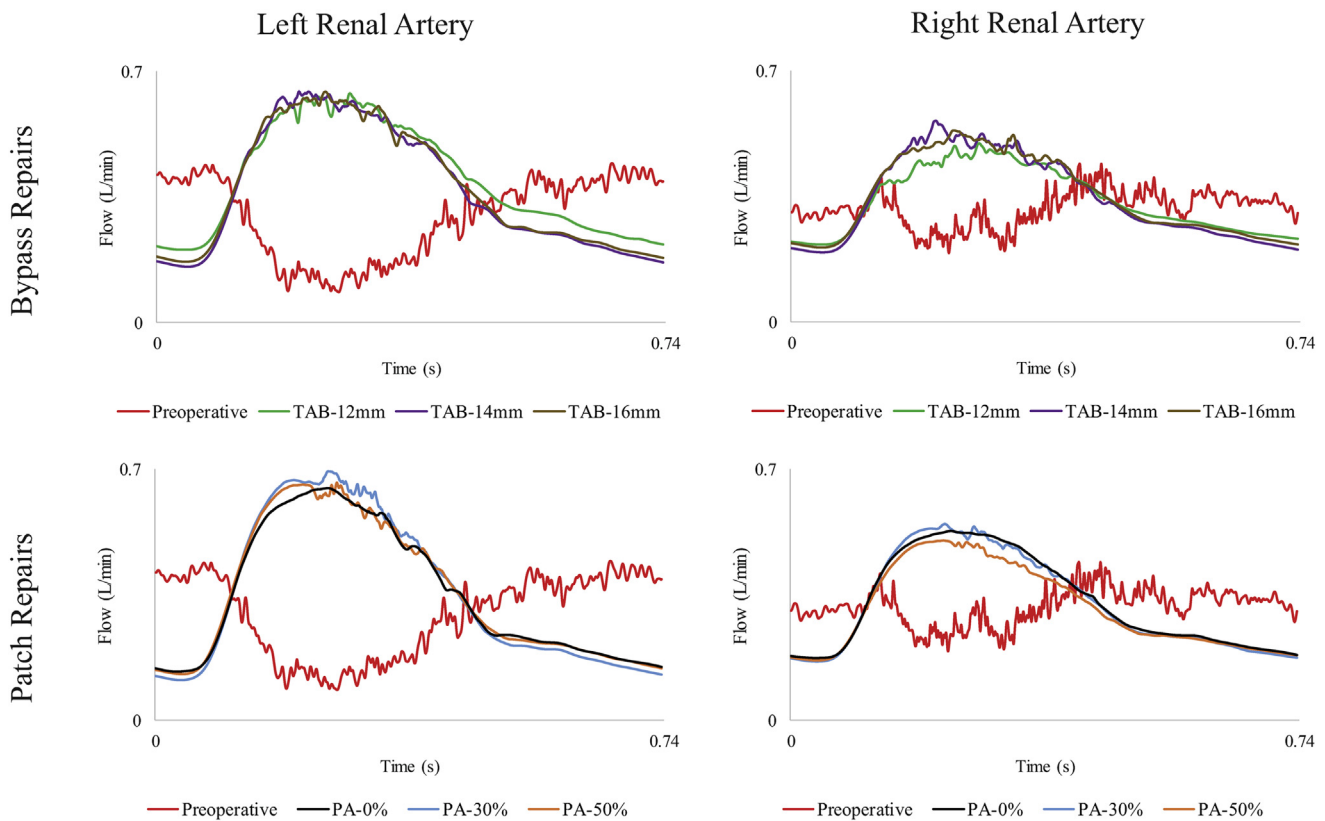 Left Renal Artery
Right Renal Artery
Bypass Repairs
0.7
Flow (L/min)
0
0
0.74
Time (s)
Preoperative TAB-12mm TAB-14mm TAB-16mm
0.7
Flow (L/min)
0
0
0.74
Time (s)
Preoperative TAB-12mm TAB-14mm TAB-16mm
Patch Repairs
0.7
Flow (L/min)
0
0
0.74
Time (s)
Preoperative PA-0% PA-30% PA-50%
0.7
Flow (L/min)
0
0
0.74
Time (s)
Preoperative PA-0% PA-30% PA-50%